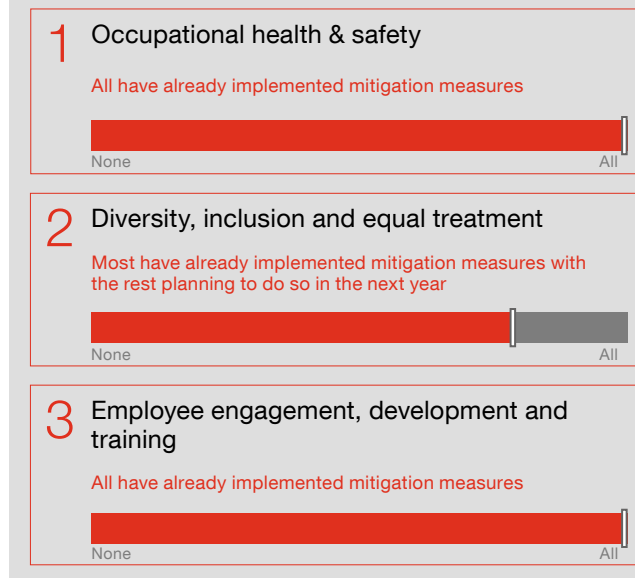 1
Occupational health & safety
All have already implemented mitigation measures
None All
2
Diversity, inclusion and equal treatment
Most have already implemented mitigation measures with
the rest planning to do so in the next year
None All
3
Employee engagement, development and
training
All have already implemented mitigation measures
None All